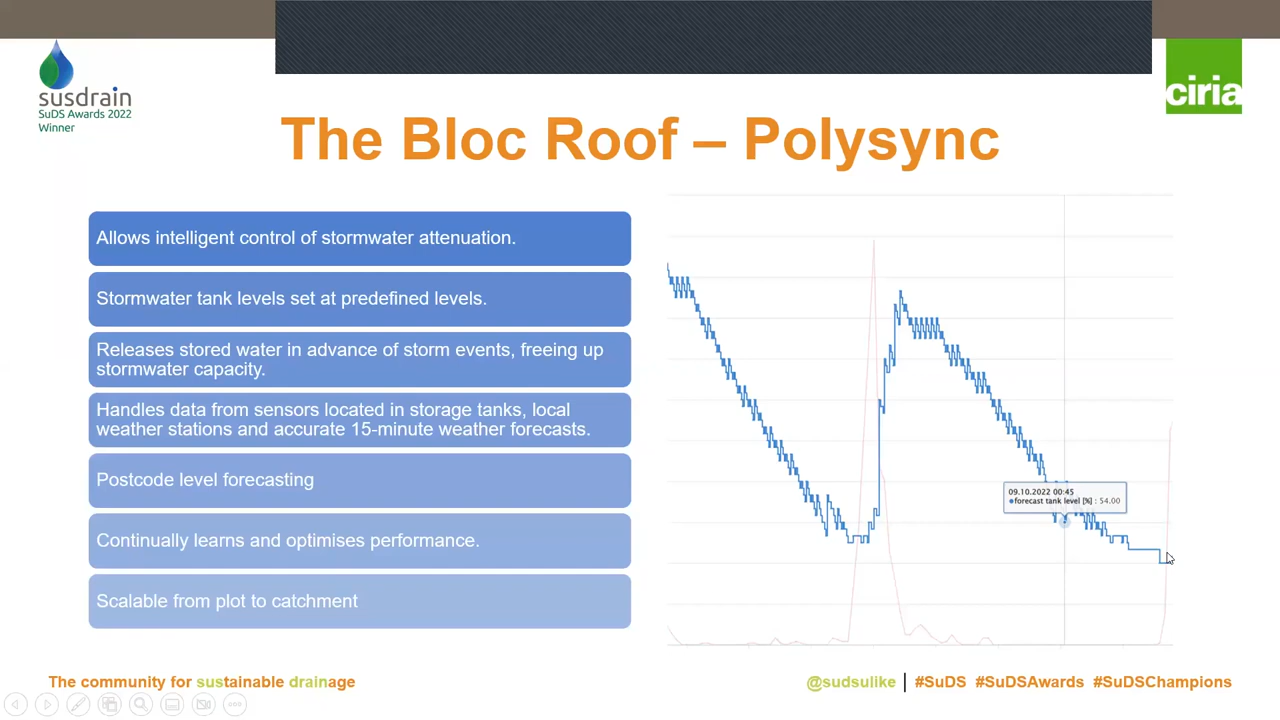 susdrain
SuDS Awards 2022
Winner
ciria
The Bloc Roof – Polysync
Allows intelligent control of stormwater attenuation.
Stormwater tank levels set at predefined levels.
Releases stored water in advance of storm events, freeing up
stormwater capacity.
Handles data from sensors located in storage tanks, local
weather stations and accurate 15-minute weather forecasts.
Postcode level forecasting
Continually learns and optimises performance.
Scalable from plot to catchment
09.10.2022 00:45
forecast tank level [%] : 54.00
The community for sustainable drainage
@sudsulike | #SuDS #SuDSAwards #SuDSChampions